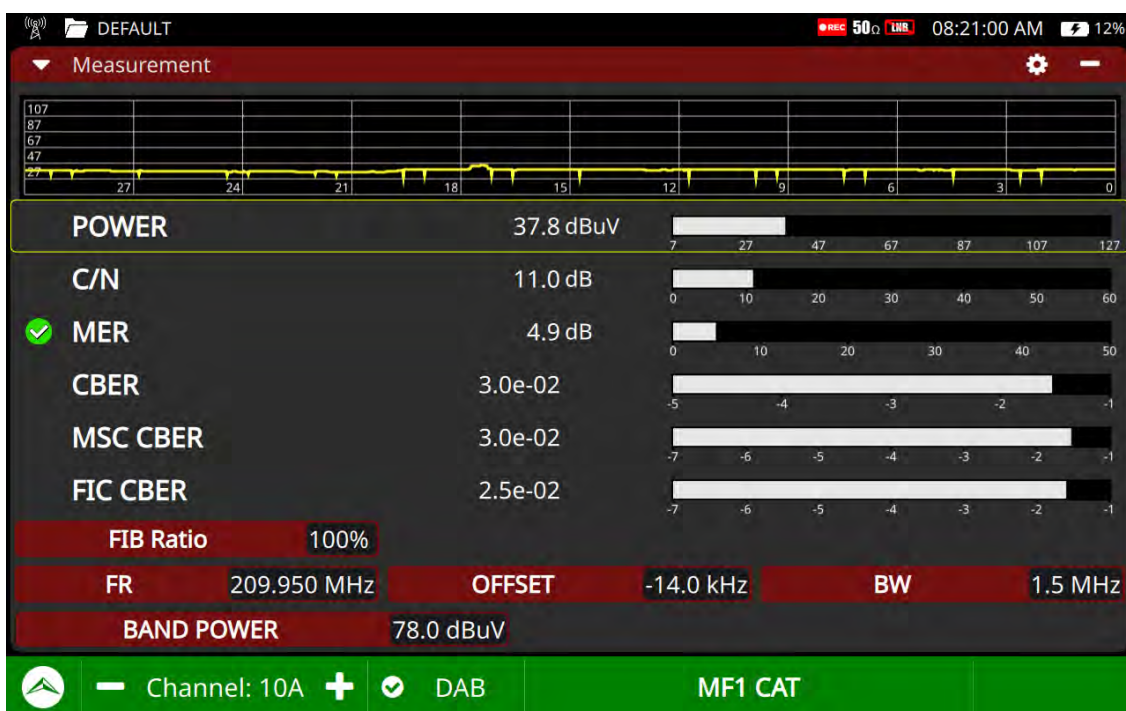 DEFAULT REC 50Ω LNB 08:21:00 AM 12%
Measurement
107
87
67
47
27
27 24 21 18 15 12 9 6 3 0
POWER 37.8 dBuV
7 27 47 67 87 107 127
C/N 11.0 dB
0 10 20 30 40 50 60
MER 4.9 dB
0 10 20 30 40 50
CBER 3.0e-02
-5 -4 -3 -2 -1
MSC CBER 3.0e-02
-7 -6 -5 -4 -3 -2 -1
FIC CBER 2.5e-02
-7 -6 -5 -4 -3 -2 -1
FIB Ratio 100%
FR 209.950 MHz OFFSET -14.0 kHz BW 1.5 MHz
BAND POWER 78.0 dBuV
Channel: 10A DAB MF1 CAT